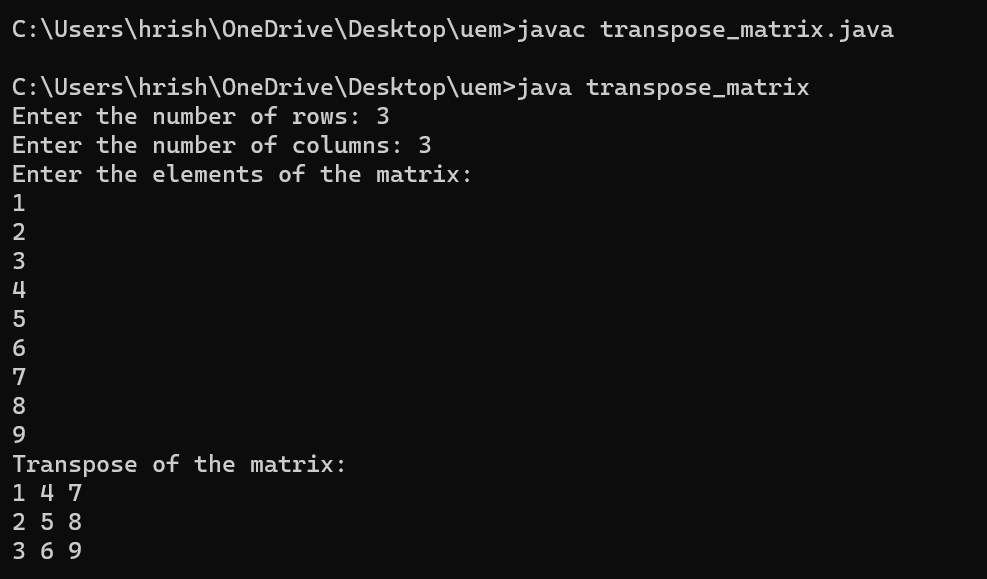 C:\Users\hrish\OneDrive\Desktop\uem>javac transpose_matrix.java
C:\Users\hrish\OneDrive\Desktop\uem>java transpose_matrix
Enter the number of rows: 3
Enter the number of columns: 3
Enter the elements of the matrix:
1
2
3
4
5
6
7
8
9
Transpose of the matrix:
1 4 7
2 5 8
3 6 9